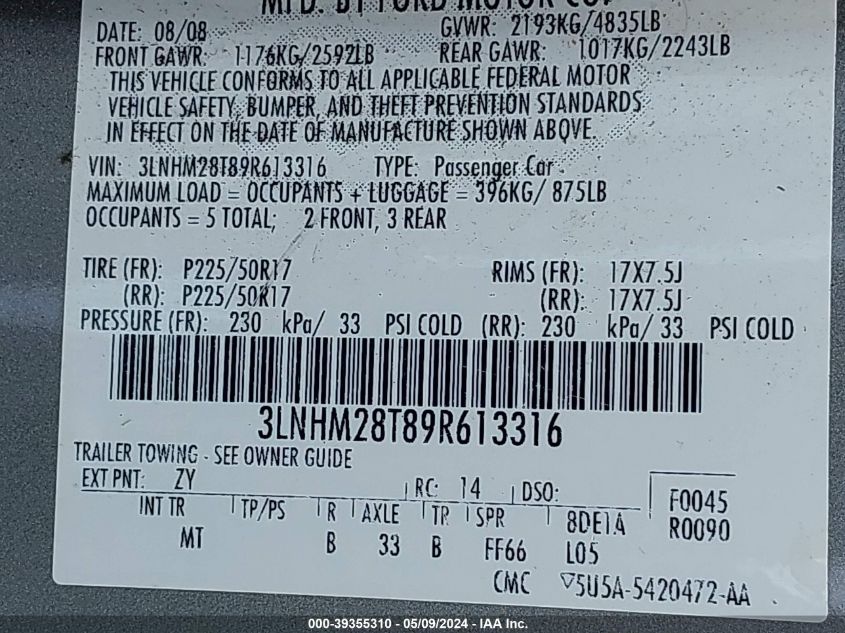 MFD. BY FORD MOTOR CO.
DATE: 08/08 GVWR: 2193KG/4835LB
FRONT GAWR: 1176KG/2592LB REAR GAWR: 1017KG/2243LB
THIS VEHICLE CONFORMS TO ALL APPLICABLE FEDERAL MOTOR
VEHICLE SAFETY, BUMPER, AND THEFT PREVENTION STANDARDS
IN EFFECT ON THE DATE OF MANUFACTURE SHOWN ABOVE.
VIN: 3LNHM28T89R613316 TYPE: Passenger Car
MAXIMUM LOAD = OCCUPANTS + LUGGAGE = 396KG/ 875LB
OCCUPANTS = 5 TOTAL; 2 FRONT, 3 REAR
TIRE (FR): P225/50R17 RIMS (FR): 17X7.5J
(RR): P225/50R17 (RR): 17X7.5J
PRESSURE (FR): 230 kPa/ 33 PSI COLD (RR): 230 kPa/ 33 PSI COLD
3LNHM28T89R613316
TRAILER TOWING - SEE OWNER GUIDE
EXT PNT: ZY RC: 14 DSO: F0045
INT TR TP/PS R AXLE TR SPR 8DE1A R0090
MT B 33 B FF66 L05
CMC 5U5A-5420472-AA
000-39355310 - 05/09/2024 - IAA Inc.